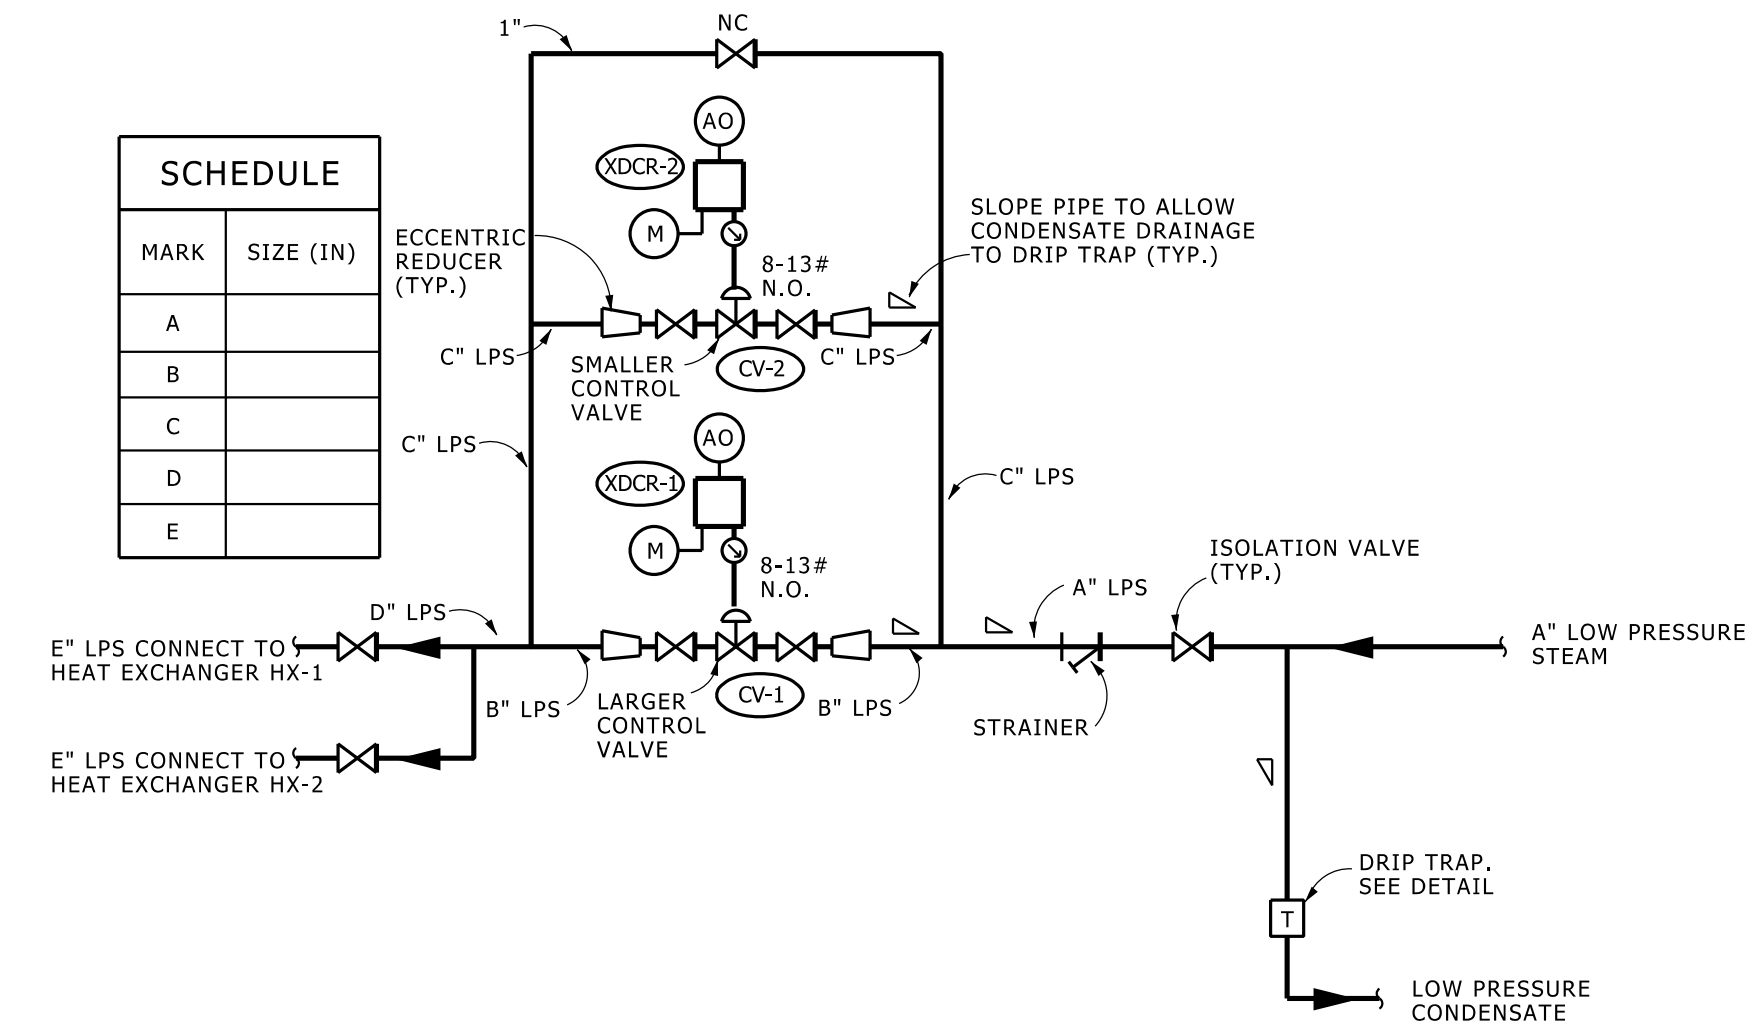 1"
NC
AO
XDCR-2
M
SCHEDULE
MARK
SIZE (IN)
A
B
C
D
E
ECCENTRIC
REDUCER
(TYP.)
8-13#
N.O.
SLOPE PIPE TO ALLOW
CONDENSATE DRAINAGE
TO DRIP TRAP (TYP.)
C" LPS
SMALLER
CONTROL
VALVE
CV-2
C" LPS
C" LPS
AO
XDCR-1
M
8-13#
N.O.
C" LPS
D" LPS
E" LPS CONNECT TO
HEAT EXCHANGER HX-1
B" LPS
LARGER
CONTROL
VALVE
CV-1
B" LPS
A" LPS
STRAINER
ISOLATION VALVE
(TYP.)
A" LOW PRESSURE
STEAM
E" LPS CONNECT TO
HEAT EXCHANGER HX-2
DRIP TRAP.
SEE DETAIL
T
LOW PRESSURE
CONDENSATE